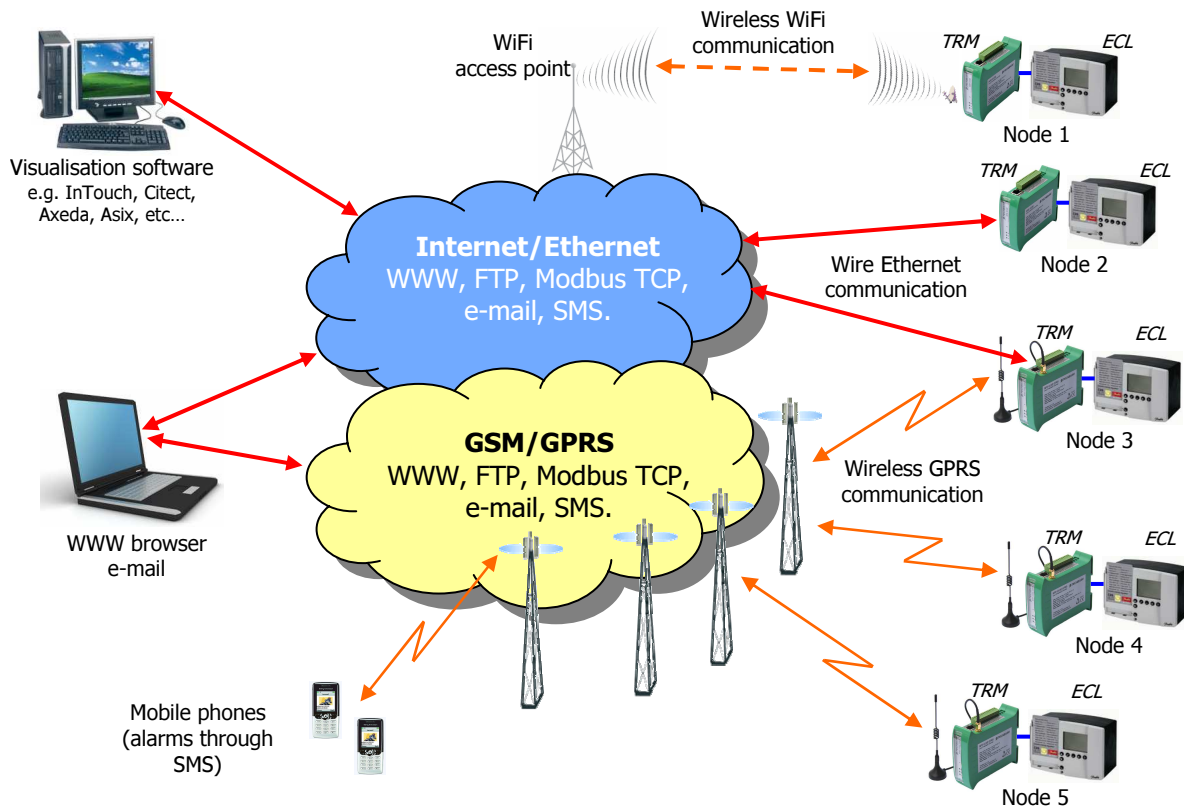 Wireless WiFi
communication
WiFi
access point
TRM
ECL
Node 1
Visualisation software
e.g. InTouch, Citect,
Axeda, Asix, etc...
TRM
ECL
Node 2
Internet/Ethernet
WWW, FTP, Modbus TCP,
e-mail, SMS.
Wire Ethernet
communication
TRM
ECL
Node 3
GSM/GPRS
WWW, FTP, Modbus TCP,
e-mail, SMS.
Wireless GPRS
communication
WWW browser
e-mail
TRM
ECL
Node 4
Mobile phones
(alarms through
SMS)
TRM
ECL
Node 5